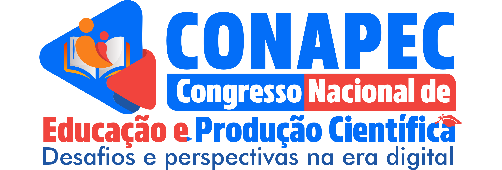 CONAPEC
Congresso Nacional de
Educação e Produção Científica
Desafios e perspectivas na era digital